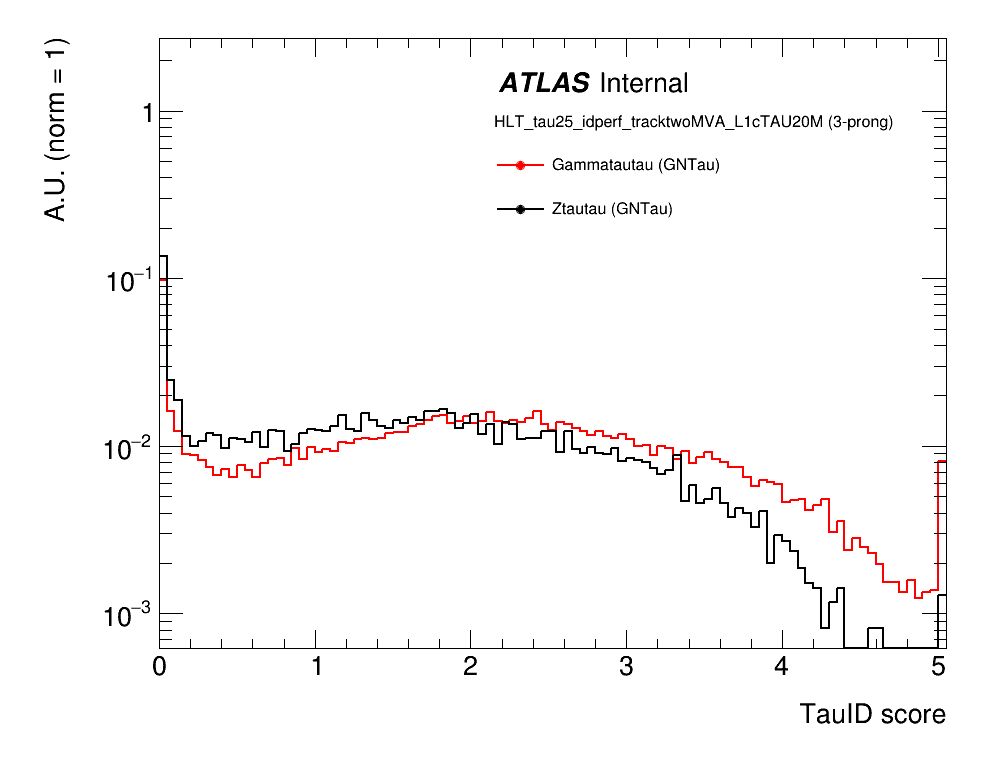 A.U. (norm = 1)
ATLAS Internal
HLT_tau25_idperf_tracktwoMVA_L1cTAU20M (3-prong)
Gammatautau (GNTau)
Ztautau (GNTau)
1
10⁻¹
10⁻²
10⁻³
0 1 2 3 4 5
TauID score